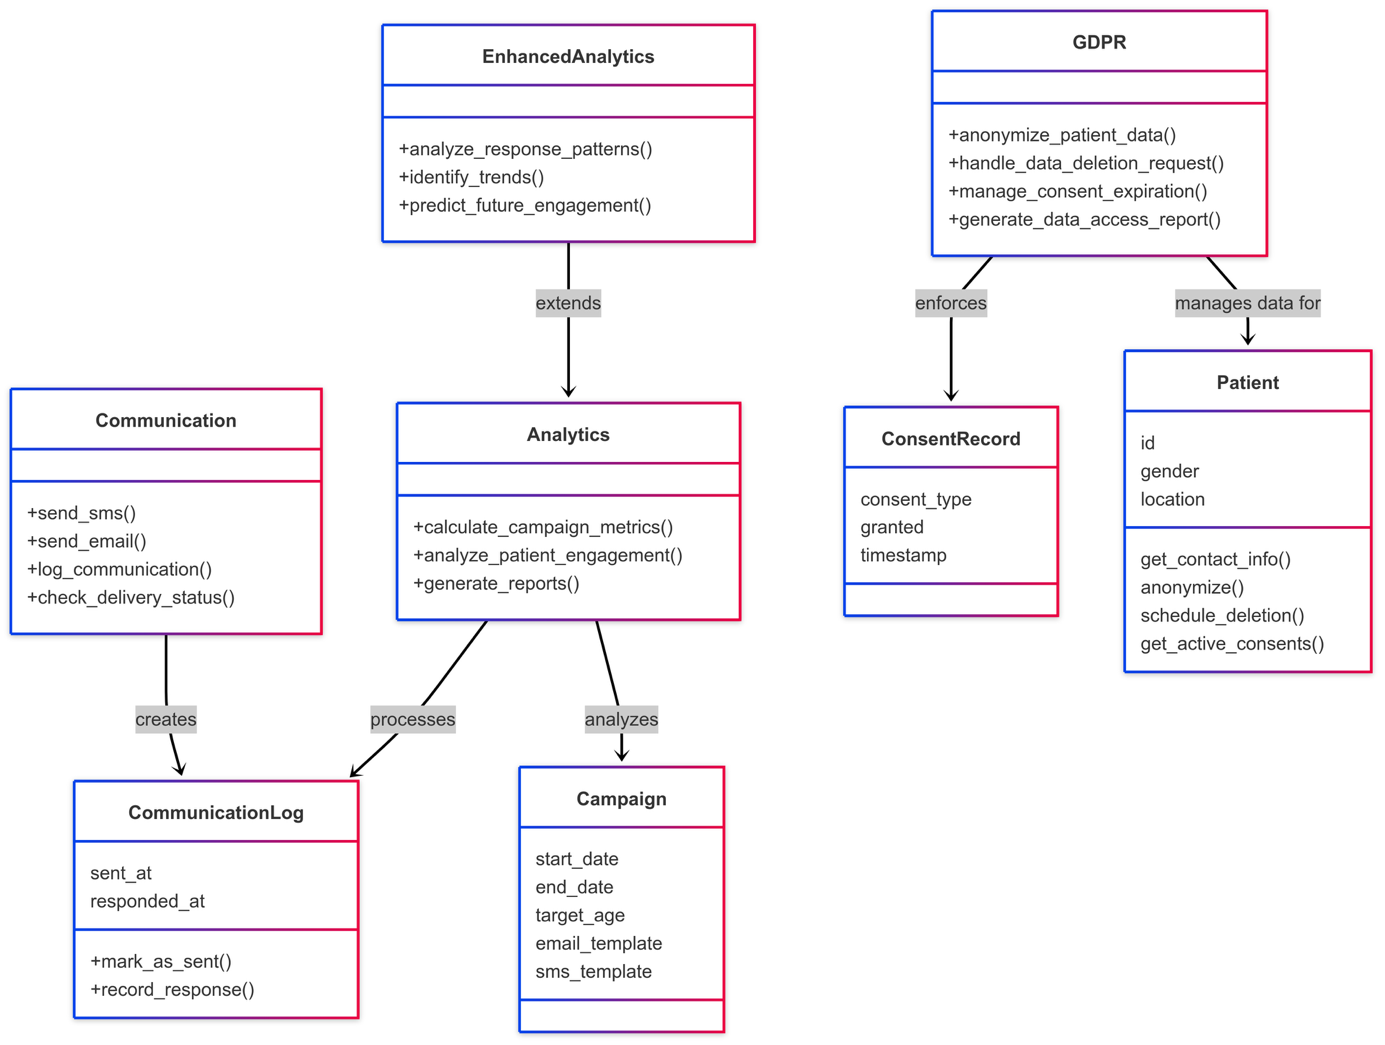 EnhancedAnalytics
+analyze_response_patterns()
+identify_trends()
+predict_future_engagement()
GDPR
+anonymize_patient_data()
+handle_data_deletion_request()
+manage_consent_expiration()
+generate_data_access_report()
extends
enforces
manages data for
Communication
+send_sms()
+send_email()
+log_communication()
+check_delivery_status()
Analytics
+calculate_campaign_metrics()
+analyze_patient_engagement()
+generate_reports()
ConsentRecord
consent_type
granted
timestamp
Patient
id
gender
location
get_contact_info()
anonymize()
schedule_deletion()
get_active_consents()
creates
processes
analyzes
CommunicationLog
sent_at
responded_at
+mark_as_sent()
+record_response()
Campaign
start_date
end_date
target_age
email_template
sms_template